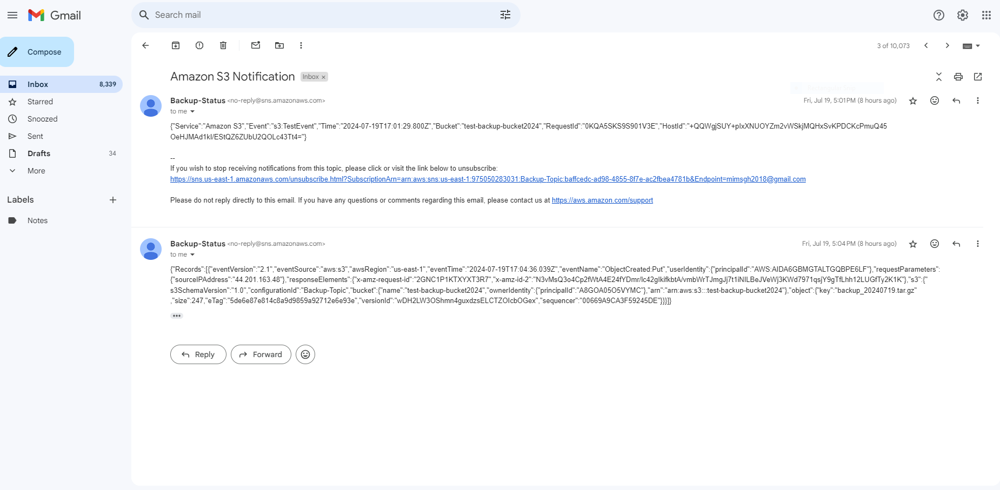 Gmail
Search mail
Compose
Inbox 8,339
Starred
Snoozed
Sent
Drafts 34
More
Labels
Notes
3 of 10,073
Amazon S3 Notification Inbox ×
Backup-Status <no-reply@sns.amazonaws.com> Fri, Jul 19, 5:01 PM (8 hours ago)
to me
{"Service":"Amazon S3","Event":"s3:TestEvent","Time":"2024-07-19T17:01:29.800Z","Bucket":"test-backup-bucket2024","RequestId":"0KQA5SKS9S901V3E","HostId":"+QQWgjSUY+pIxXNUOYZm2vWSkjMQHxSvKPDCKcPmuQ45
OeHJMAd1kI/EStQZ6ZUbU2QOLc43Tt4="}
--
If you wish to stop receiving notifications from this topic, please click or visit the link below to unsubscribe:
https://sns.us-east-1.amazonaws.com/unsubscribe.html?SubscriptionArn=arn:aws:sns:us-east-1:975050283031:Backup-Topic:baffcedc-ad98-4855-8f7e-ac2fbea4781b&Endpoint=mimsgh2018@gmail.com
Please do not reply directly to this email. If you have any questions or comments regarding this email, please contact us at https://aws.amazon.com/support
Backup-Status <no-reply@sns.amazonaws.com> Fri, Jul 19, 5:04 PM (8 hours ago)
to me
{"Records":[{"eventVersion":"2.1","eventSource":"aws:s3","awsRegion":"us-east-1","eventTime":"2024-07-19T17:04:36.039Z","eventName":"ObjectCreated:Put","userIdentity":{"principalId":"AWS:AIDA6GBMGTALTGQBPE6LF"},"requestParameters":
{"sourceIPAddress":"44.201.163.48"},"responseElements":{"x-amz-request-id":"2GNC1P1KTXYXT3R7","x-amz-id-2":"N3vMsQ3o4Cp2fWtA4E24fYDmr/lc42gIkifkbtA/vmbWrTJmgJj7t1iNILBeJVeWj3KWd7971qsjY9gTfLhh12LUGfTy2K1K"},"s3":{"
s3SchemaVersion":"1.0","configurationId":"Backup-Topic","bucket":{"name":"test-backup-bucket2024","ownerIdentity":{"principalId":"A8GOA05O5VYMC"},"arn":"arn:aws:s3:::test-backup-bucket2024"},"object":{"key":"backup_20240719.tar.gz"
,"size":247,"eTag":"5de6e87e814c8a9d9859a92712e6e93e","versionId":"wDH2LW3OShmn4guxdzsELCTZOIcbOGex","sequencer":"00669A9CA3F59245DE"}}}]}
Reply
Forward